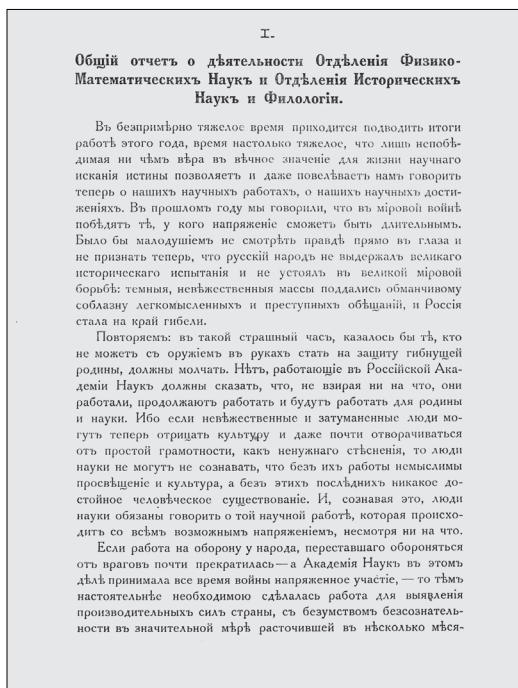 I.
Общій отчетъ о дѣятельности Отдѣленія Физико-
Математическихъ Наукъ и Отдѣленія Историческихъ
Наукъ и Филологіи.
Въ безпримѣрно тяжелое время приходится подводить итоги
работѣ этого года, время настолько тяжелое, что лишь непобѣ-
димая ни чѣмъ вѣра въ вѣчное значеніе для жизни научнаго
исканія истины позволяетъ и даже повелѣваетъ намъ говорить
теперь о нашихъ научныхъ работахъ, о нашихъ научныхъ дости-
женіяхъ. Въ прошломъ году мы говорили, что въ міровой войнѣ
побѣдятъ тѣ, у кого напряженіе сможетъ быть длительнымъ.
Было бы малодушіемъ не смотрѣть правдѣ прямо въ глаза и
не признать теперь, что русскій народъ не выдержалъ великаго
историческаго испытанія и не устоялъ въ великой міровой
борьбѣ: темныя, невѣжественныя массы поддались обманчивому
соблазну легкомысленныхъ и преступныхъ обѣщаній, и Россія
стала на край гибели.
Повторяемъ: въ такой страшный часъ, казалось бы тѣ, кто
не можетъ съ оружіемъ въ рукахъ стать на защиту гибнущей
родины, должны молчать. Нѣтъ, работающіе въ Россійской Ака-
деміи Наукъ должны сказать, что, не взирая ни на что, они
работали, продолжаютъ работать и будутъ работать для родины
и науки. Ибо если невѣжественные и затуманенные люди мо-
гутъ теперь отрицать культуру и даже почти отворачиваться
отъ простой грамотности, какъ ненужнаго стѣсненія, то люди
науки не могутъ не сознавать, что безъ ихъ работы немыслимы
просвѣщеніе и культура, а безъ этихъ послѣднихъ никакое до-
стойное человѣческое существованіе. И, сознавая это, люди
науки обязаны говорить о той научной работѣ, которая происхо-
дитъ со всѣмъ возможнымъ напряженіемъ, несмотря ни на что.
Если работа на оборону у народа, переставшаго обороняться
отъ враговъ почти прекратилась — а Академія Наукъ въ этомъ
дѣлѣ принимала все время войны напряженное участіе, — то тѣмъ
настоятельнѣе необходимою сдѣлалась работа для выявленія
производительныхъ силъ страны, съ безумствомъ безсознатель-
ности въ значительной мѣрѣ расточившей въ нѣсколько мѣся-